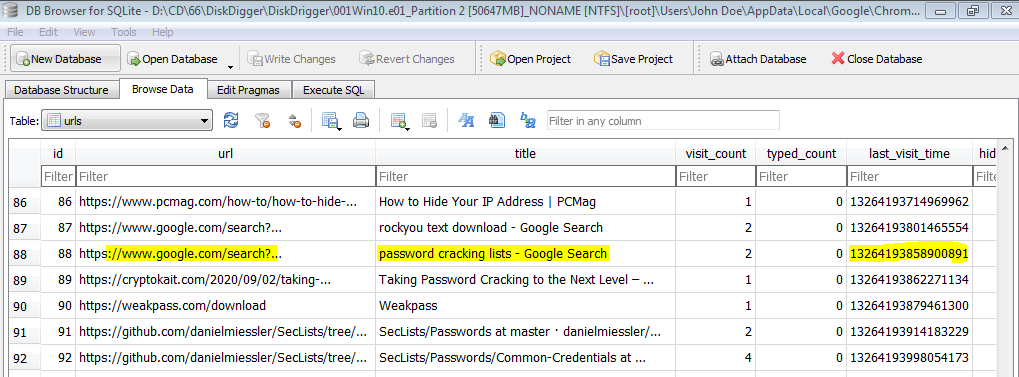 DB Browser for SQLite - D:\CD\66\DiskDigger\DiskDrigger\001Win10.e01_Partition 2 [50647MB]_NONAME [NTFS]\[root]\Users\John Doe\AppData\Local\Google\Chrom...
File Edit View Tools Help
New Database Open Database Write Changes Revert Changes Open Project Save Project Attach Database Close Database
Database Structure Browse Data Edit Pragmas Execute SQL
Table: urls Filter in any column
id url title visit_count typed_count last_visit_time hid
Filter Filter Filter Filter Filter Filter Filter
86 86 https://www.pcmag.com/how-to/how-to-hide-... How to Hide Your IP Address | PCMag 1 0 13264193714969962
87 87 https://www.google.com/search?... rockyou text download - Google Search 2 0 13264193801465554
88 88 https://www.google.com/search?... password cracking lists - Google Search 2 0 13264193858900891
89 89 https://cryptokait.com/2020/09/02/taking-... Taking Password Cracking to the Next Level – ... 1 0 13264193862271134
90 90 https://weakpass.com/download Weakpass 1 0 13264193879461300
91 91 https://github.com/danielmiessler/SecLists/tree/... SecLists/Passwords at master · danielmiessler/... 2 0 13264193914183229
92 92 https://github.com/danielmiessler/SecLists/tree/... SecLists/Passwords/Common-Credentials at ... 4 0 13264193998054173